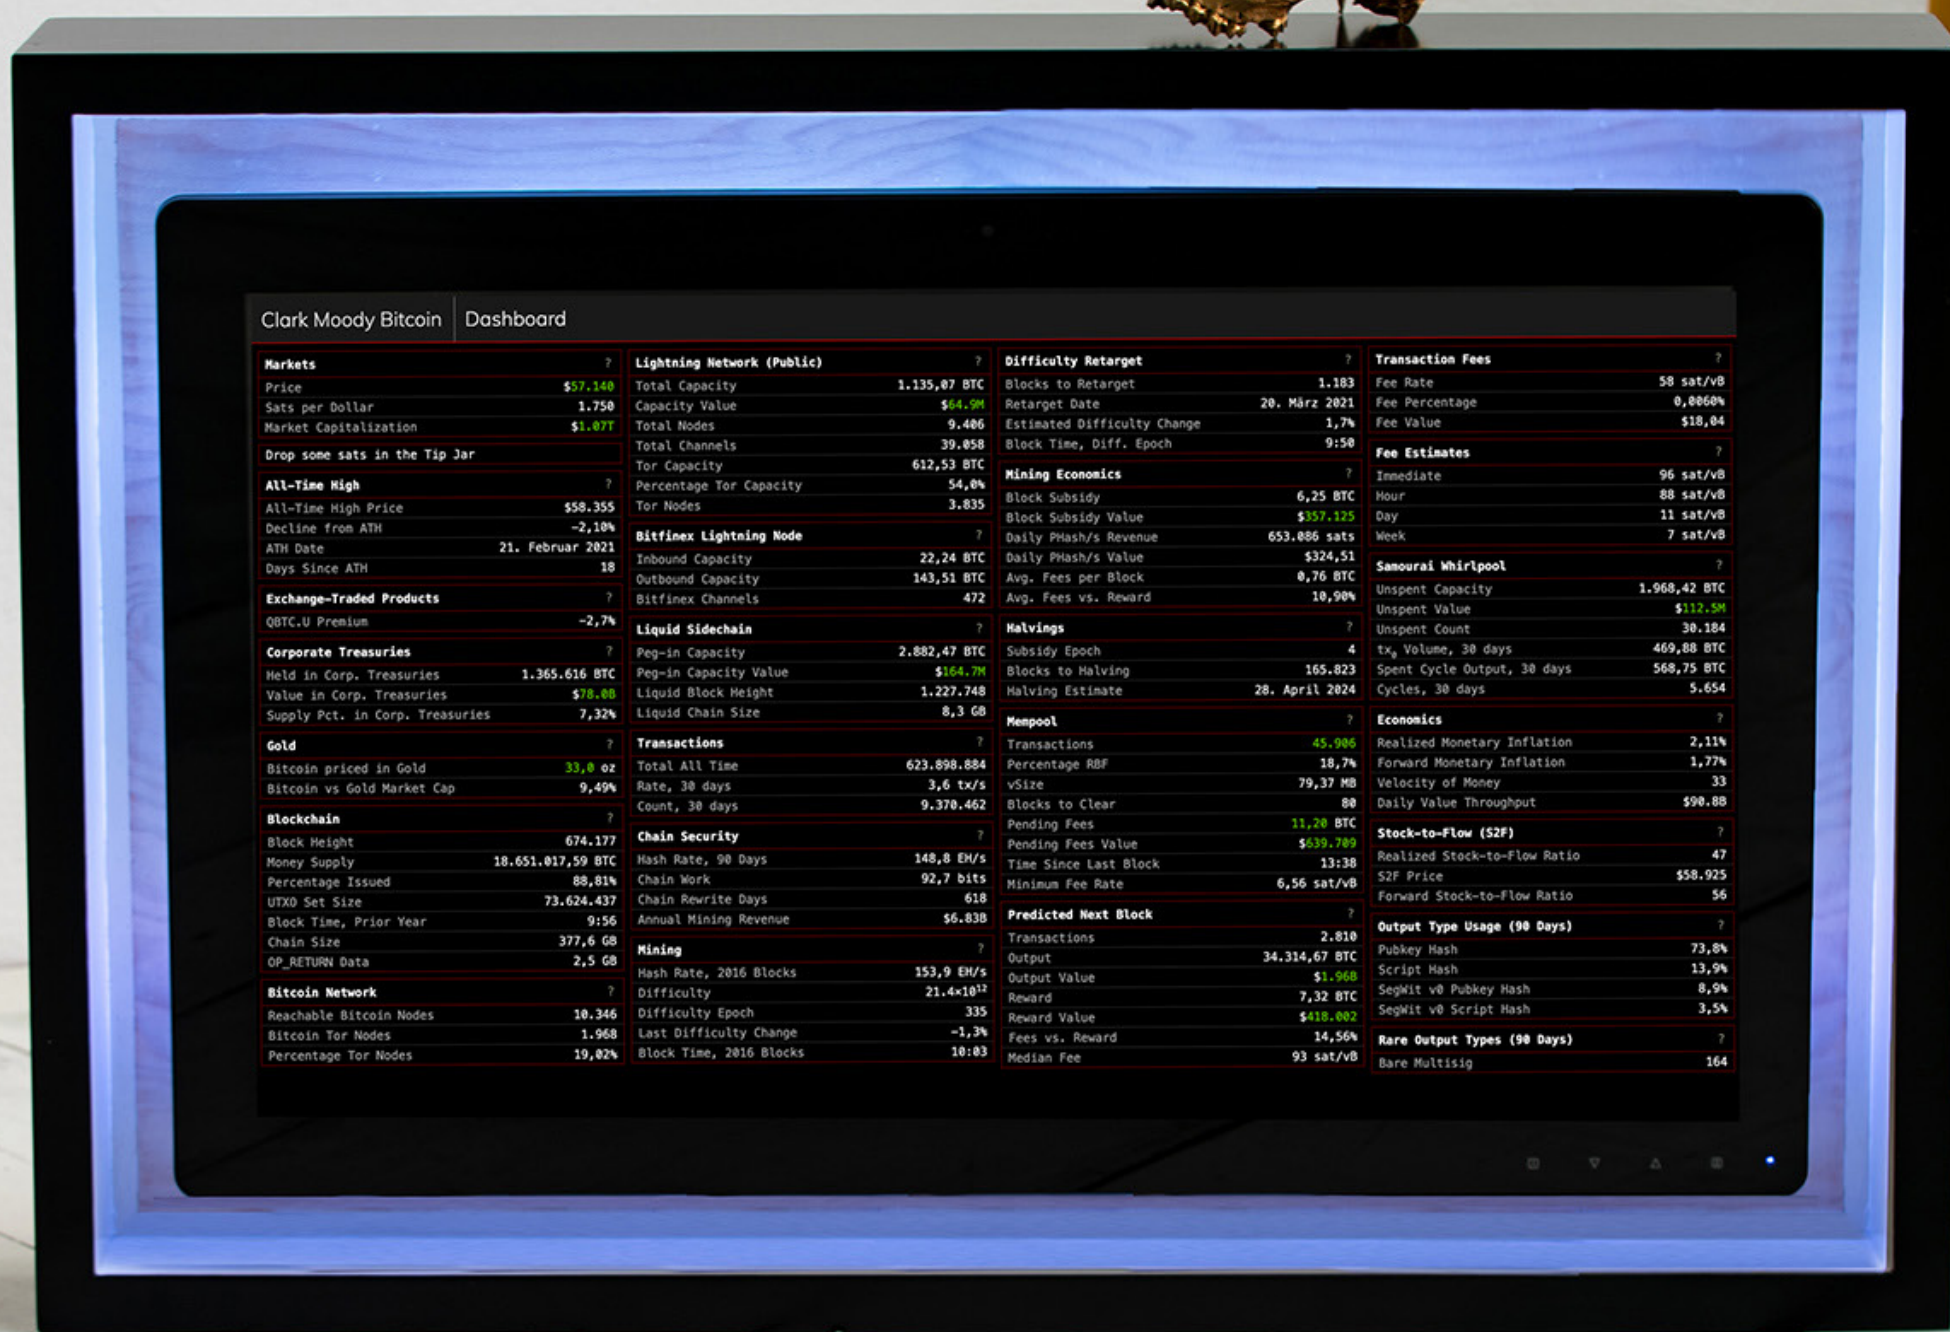 Clark Moody Bitcoin Dashboard
Markets ?
Price $57.140
Sats per Dollar 1.750
Market Capitalization $1.07T
Drop some sats in the Tip Jar
All-Time High ?
All-Time High Price $58.355
Decline from ATH -2,10%
ATH Date 21. Februar 2021
Days Since ATH 18
Exchange-Traded Products ?
QBTC.U Premium -2,7%
Corporate Treasuries ?
Held in Corp. Treasuries 1.365.616 BTC
Value in Corp. Treasuries $78.0B
Supply Pct. in Corp. Treasuries 7,32%
Gold ?
Bitcoin priced in Gold 33,0 oz
Bitcoin vs Gold Market Cap 9,49%
Blockchain ?
Block Height 674.177
Money Supply 18.651.017,59 BTC
Percentage Issued 88,81%
UTXO Set Size 73.624.437
Block Time, Prior Year 9:56
Chain Size 377,6 GB
OP_RETURN Data 2,5 GB
Bitcoin Network ?
Reachable Bitcoin Nodes 10.346
Bitcoin Tor Nodes 1.968
Percentage Tor Nodes 19,02%
Lightning Network (Public) ?
Total Capacity 1.135,07 BTC
Capacity Value $64.9M
Total Nodes 9.406
Total Channels 39.058
Tor Capacity 612,53 BTC
Percentage Tor Capacity 54,0%
Tor Nodes 3.835
Bitfinex Lightning Node ?
Inbound Capacity 22,24 BTC
Outbound Capacity 143,51 BTC
Bitfinex Channels 472
Liquid Sidechain ?
Peg-in Capacity 2.882,47 BTC
Peg-in Capacity Value $164.7M
Liquid Block Height 1.227.748
Liquid Chain Size 8,3 GB
Transactions ?
Total All Time 623.898.884
Rate, 30 days 3,6 tx/s
Count, 30 days 9.370.462
Chain Security ?
Hash Rate, 90 Days 148,8 EH/s
Chain Work 92,7 bits
Chain Rewrite Days 618
Annual Mining Revenue $6.83B
Mining ?
Hash Rate, 2016 Blocks 153,9 EH/s
Difficulty 21.4×10¹²
Difficulty Epoch 335
Last Difficulty Change -1,3%
Block Time, 2016 Blocks 10:03
Difficulty Retarget ?
Blocks to Retarget 1.183
Retarget Date 20. März 2021
Estimated Difficulty Change 1,7%
Block Time, Diff. Epoch 9:50
Mining Economics ?
Block Subsidy 6,25 BTC
Block Subsidy Value $357.125
Daily PHash/s Revenue 653.086 sats
Daily PHash/s Value $324,51
Avg. Fees per Block 0,76 BTC
Avg. Fees vs. Reward 10,90%
Halvings ?
Subsidy Epoch 4
Blocks to Halving 165.823
Halving Estimate 28. April 2024
Mempool ?
Transactions 45.906
Percentage RBF 18,7%
vSize 79,37 MB
Blocks to Clear 80
Pending Fees 11,20 BTC
Pending Fees Value $639.709
Time Since Last Block 13:38
Minimum Fee Rate 6,56 sat/vB
Predicted Next Block ?
Transactions 2.810
Output 34.314,67 BTC
Output Value $1.96B
Reward 7,32 BTC
Reward Value $418.002
Fees vs. Reward 14,56%
Median Fee 93 sat/vB
Transaction Fees ?
Fee Rate 58 sat/vB
Fee Percentage 0,0060%
Fee Value $18,04
Fee Estimates ?
Immediate 96 sat/vB
Hour 88 sat/vB
Day 11 sat/vB
Week 7 sat/vB
Samourai Whirlpool ?
Unspent Capacity 1.968,42 BTC
Unspent Value $112.5M
Unspent Count 30.184
tx₀ Volume, 30 days 469,88 BTC
Spent Cycle Output, 30 days 568,75 BTC
Cycles, 30 days 5.654
Economics ?
Realized Monetary Inflation 2,11%
Forward Monetary Inflation 1,77%
Velocity of Money 33
Daily Value Throughput $90.8B
Stock-to-Flow (S2F) ?
Realized Stock-to-Flow Ratio 47
S2F Price $58.925
Forward Stock-to-Flow Ratio 56
Output Type Usage (90 Days) ?
Pubkey Hash 73,8%
Script Hash 13,9%
SegWit v0 Pubkey Hash 8,9%
SegWit v0 Script Hash 3,5%
Rare Output Types (90 Days) ?
Bare Multisig 164